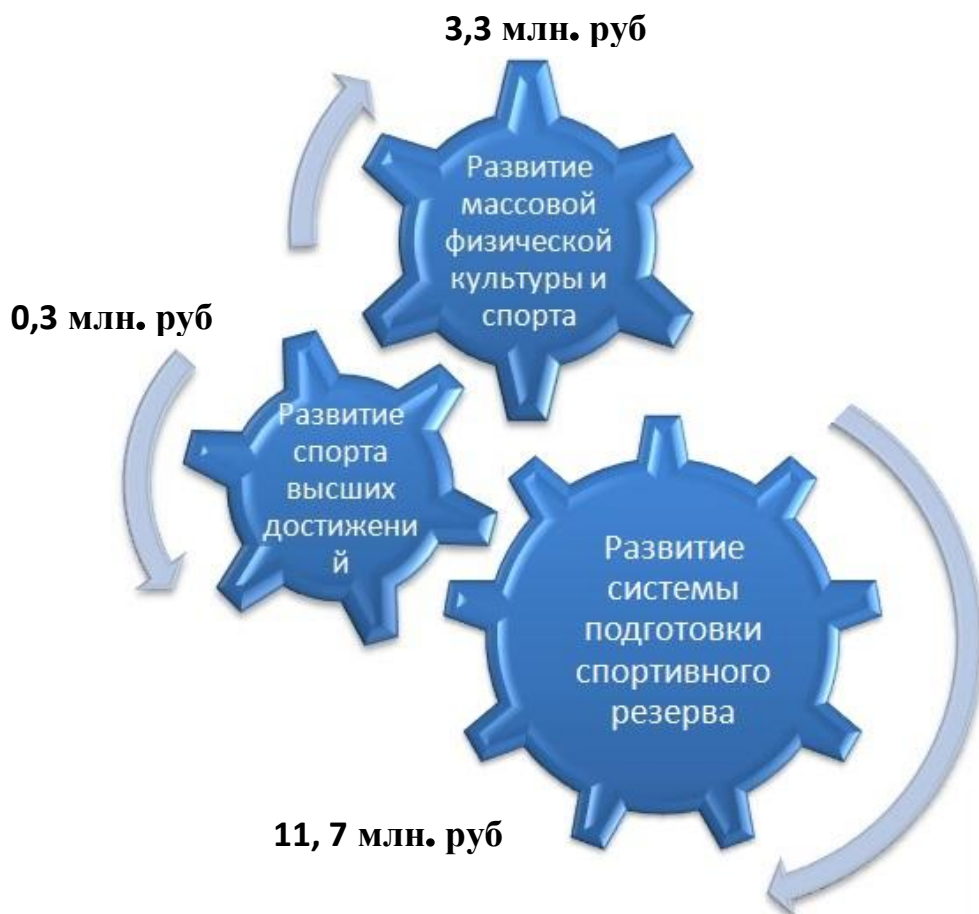 3,3 млн. руб
Развитие
массовой
физической
культуры и
спорта
0,3 млн. руб
Развитие
спорта
высших
достижени
й
Развитие
системы
подготовки
спортивного
резерва
11, 7 млн. руб